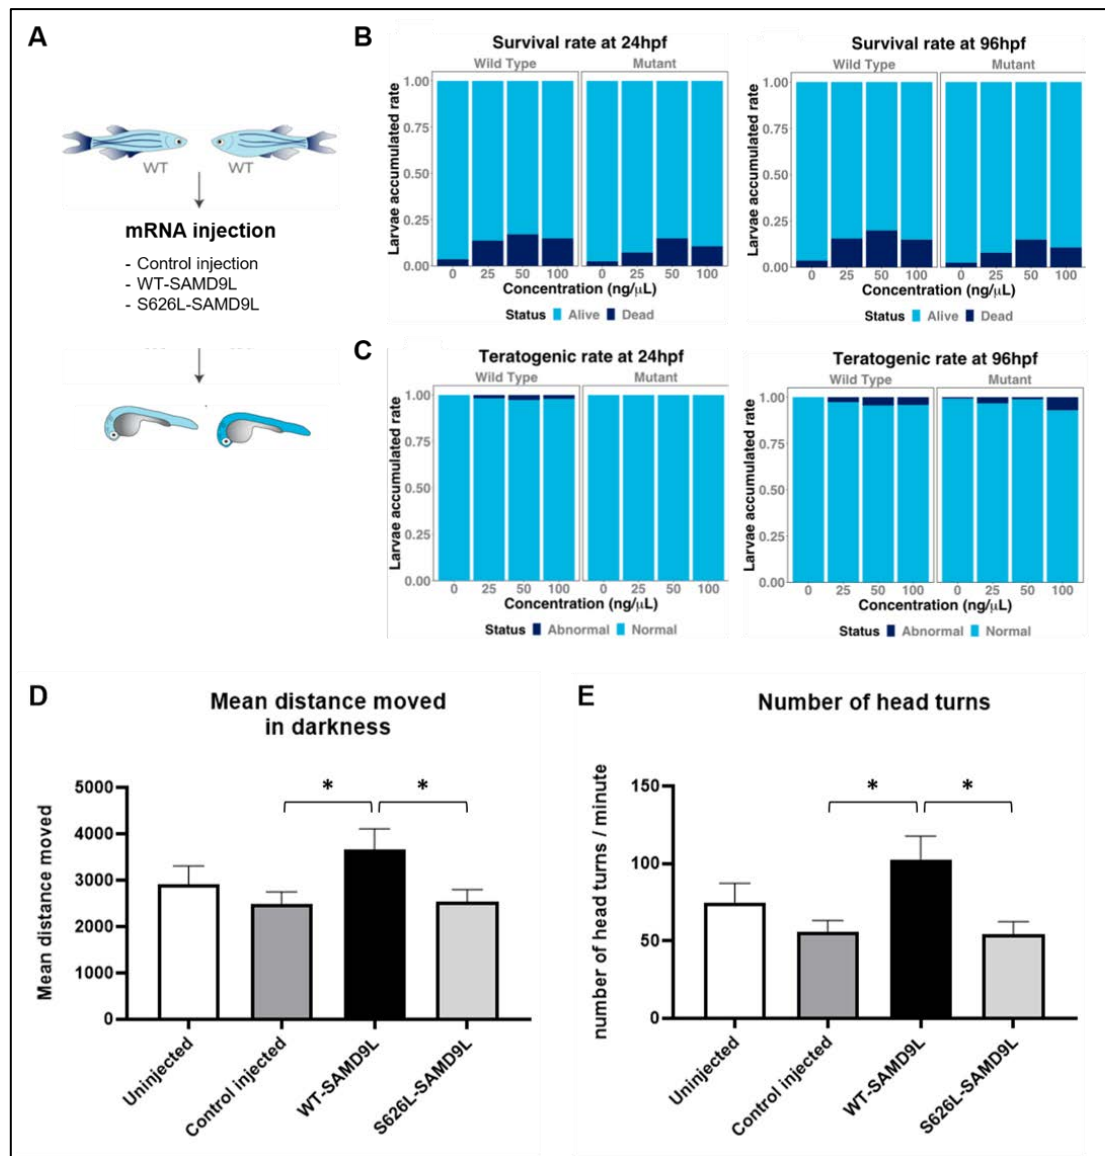 A
WT
WT
mRNA injection
- Control injection
- WT-SAMD9L
- S626L-SAMD9L
B
Survival rate at 24hpf
Wild Type
Mutant
Larvae accumulated rate
1.00
0.75
0.50
0.25
0.00
0 25 50 100 0 25 50 100
Concentration (ng/μL)
Status Alive Dead
Survival rate at 96hpf
Wild Type
Mutant
Larvae accumulated rate
1.00
0.75
0.50
0.25
0.00
0 25 50 100 0 25 50 100
Concentration (ng/μL)
Status Alive Dead
C
Teratogenic rate at 24hpf
Wild Type
Mutant
Larvae accumulated rate
1.00
0.75
0.50
0.25
0.00
0 25 50 100 0 25 50 100
Concentration (ng/μL)
Status Abnormal Normal
Teratogenic rate at 96hpf
Wild Type
Mutant
Larvae accumulated rate
1.00
0.75
0.50
0.25
0.00
0 25 50 100 0 25 50 100
Concentration (ng/μL)
Status Abnormal Normal
D
Mean distance moved
in darkness
Mean distance moved
5000
4000
3000
2000
1000
0
* *
Uninjected
Control injected
WT-SAMD9L
S626L-SAMD9L
E
Number of head turns
number of head turns / minute
150
100
50
0
* *
Uninjected
Control injected
WT-SAMD9L
S626L-SAMD9L